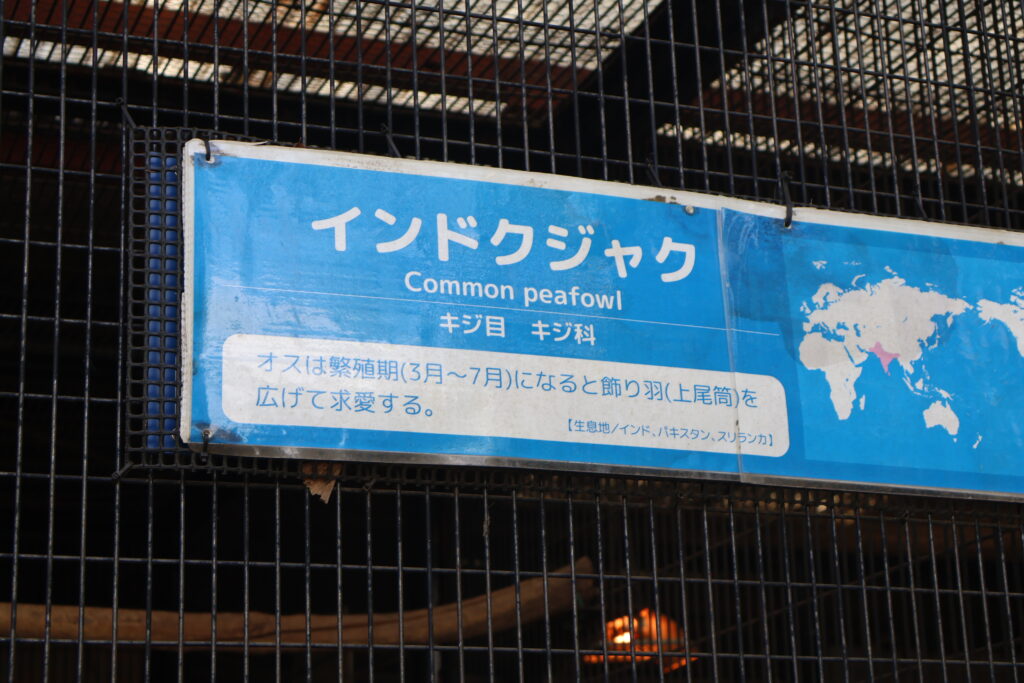 インドクジャク
Common peafowl
キジ目　キジ科
オスは繁殖期(3月～7月)になると飾り羽(上尾筒)を
広げて求愛する。
【生息地/インド、パキスタン、スリランカ】